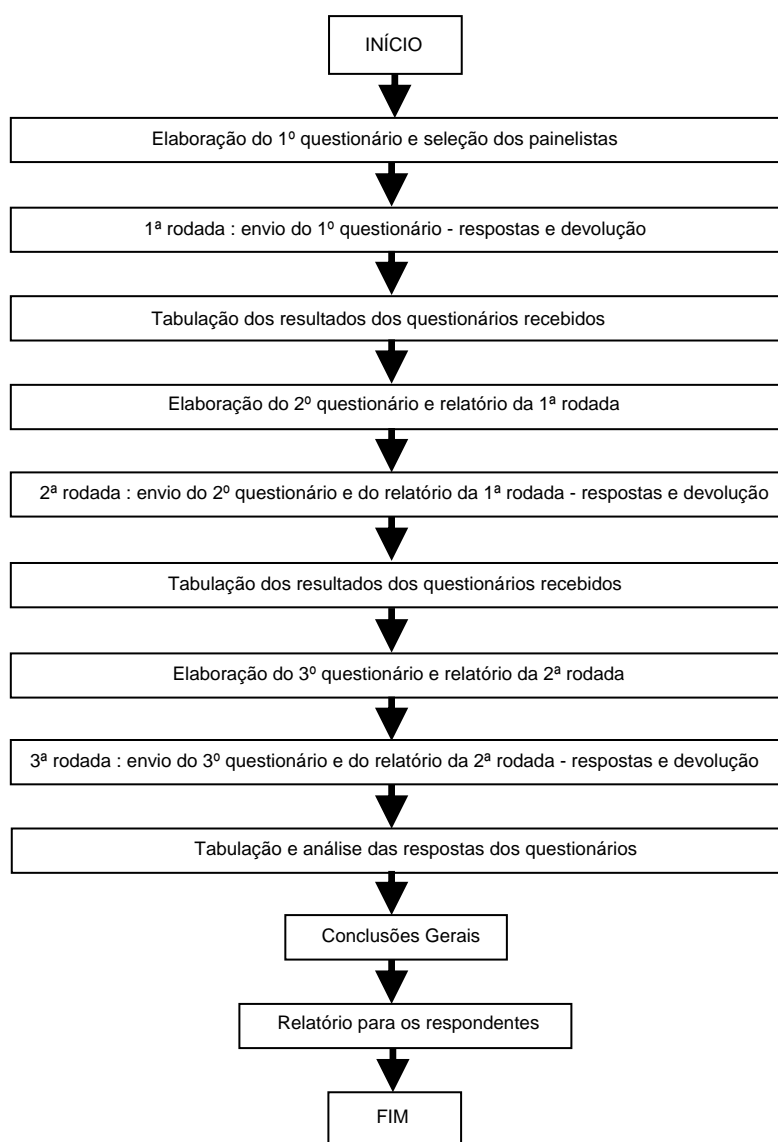 INÍCIO
Elaboração do 1º questionário e seleção dos painelistas
1ª rodada : envio do 1º questionário - respostas e devolução
Tabulação dos resultados dos questionários recebidos
Elaboração do 2º questionário e relatório da 1ª rodada
2ª rodada : envio do 2º questionário e do relatório da 1ª rodada - respostas e devolução
Tabulação dos resultados dos questionários recebidos
Elaboração do 3º questionário e relatório da 2ª rodada
3ª rodada : envio do 3º questionário e do relatório da 2ª rodada - respostas e devolução
Tabulação e análise das respostas dos questionários
Conclusões Gerais
Relatório para os respondentes
FIM